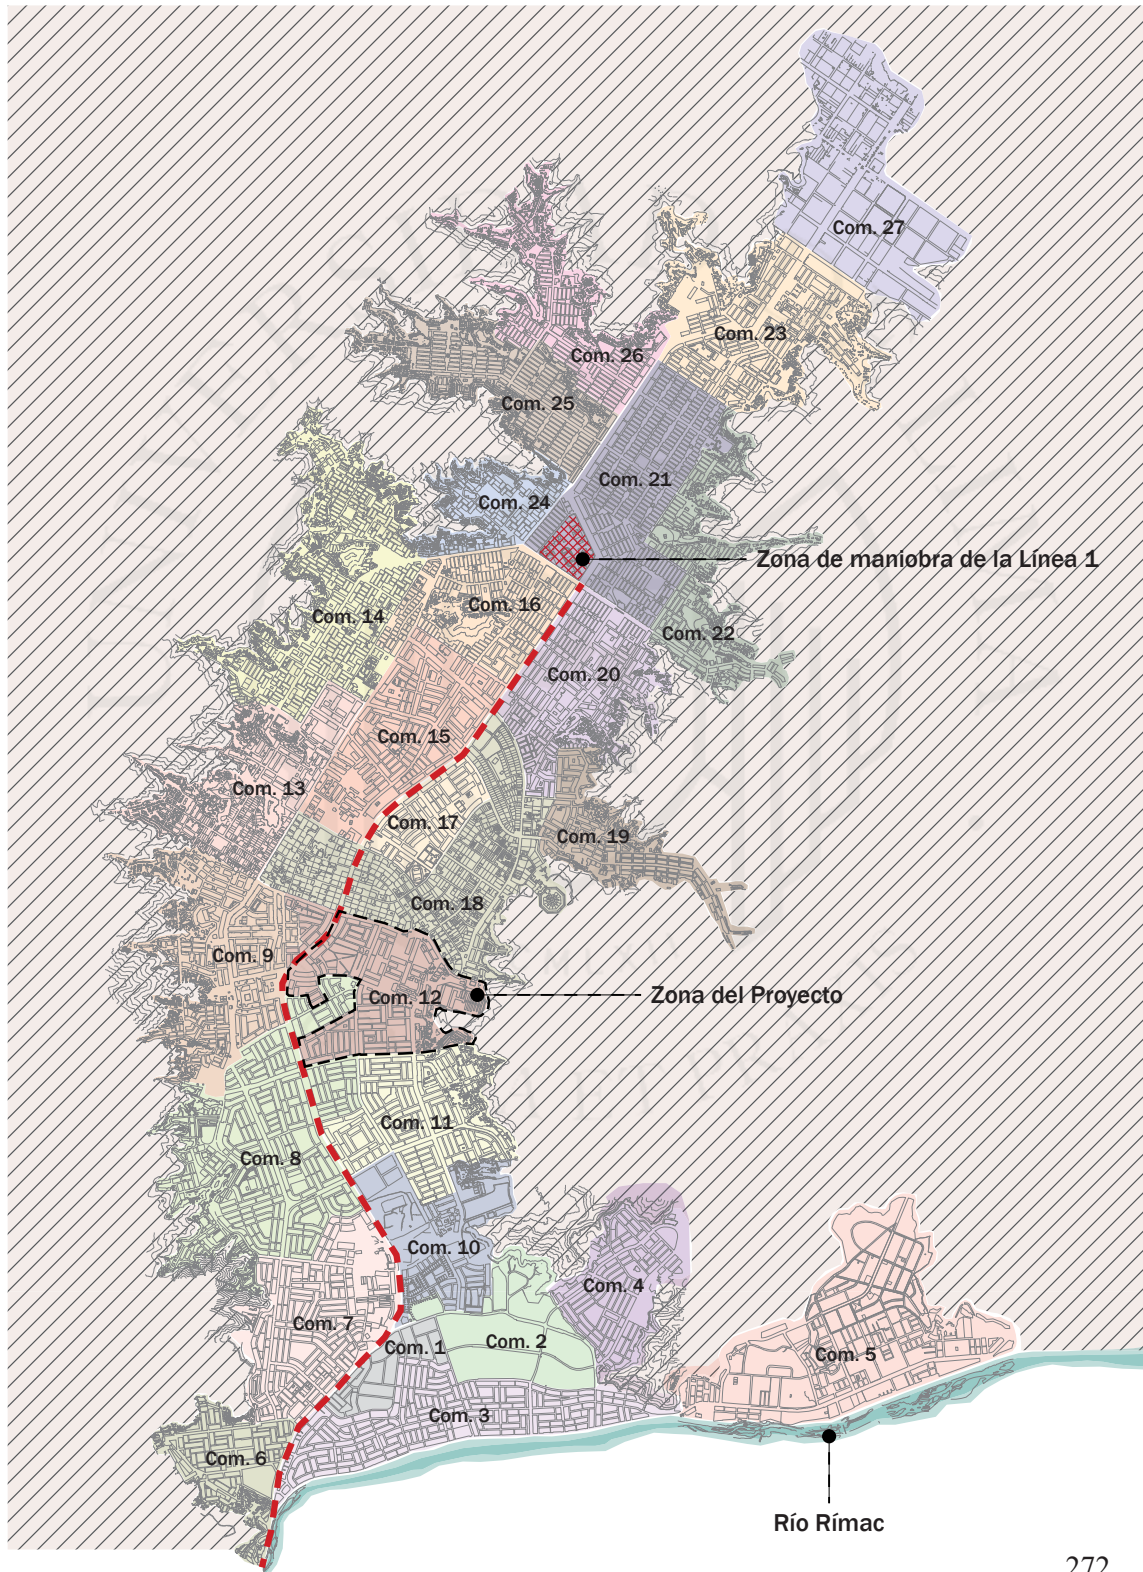 Com. 27
Com. 23
Com. 26
Com. 25
Com. 21
Com. 24
Zona de maniobra de la Línea 1
Com. 16
Com. 14
Com. 22
Com. 20
Com. 15
Com. 13
Com. 17
Com. 19
Com. 18
Com. 9
Com. 12
Zona del Proyecto
Com. 11
Com. 8
Com. 10
Com. 4
Com. 7
Com. 1
Com. 2
Com. 5
Com. 3
Com. 6
Río Rímac
272